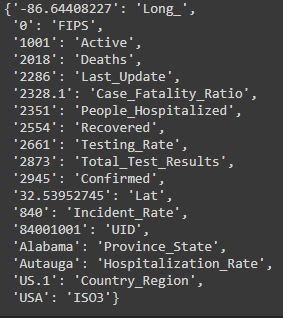 {'-86.64408227': 'Long_',
'0': 'FIPS',
'1001': 'Active',
'2018': 'Deaths',
'2286': 'Last_Update',
'2328.1': 'Case_Fatality_Ratio',
'2351': 'People_Hospitalized',
'2554': 'Recovered',
'2661': 'Testing_Rate',
'2873': 'Total_Test_Results',
'2945': 'Confirmed',
'32.53952745': 'Lat',
'840': 'Incident_Rate',
'84001001': 'UID',
'Alabama': 'Province_State',
'Autauga': 'Hospitalization_Rate',
'US.1': 'Country_Region',
'USA': 'ISO3'}